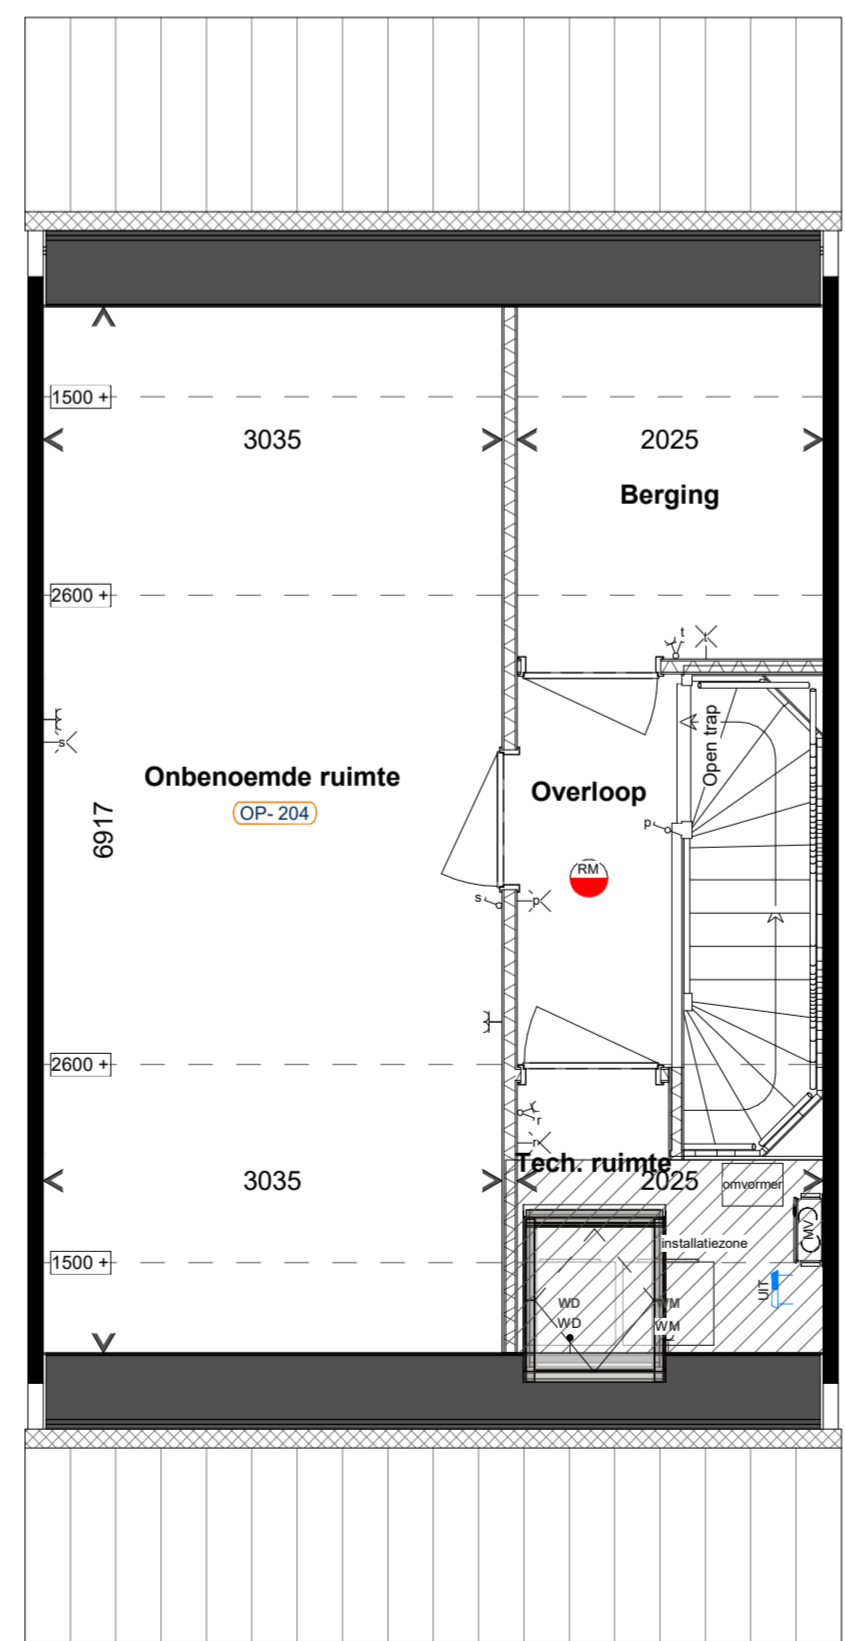 1500 +
3035
2025
Berging
2600 +
t
t
s
Open trap
Onbenoemde ruimte
OP- 204
Overloop
6917
p
RM
s
p
2600 +
r
r
Tech. ruimte
3035
2025
omvormer
MV
installatiezone
1500 +
UIT
WD
WM
WD
WM